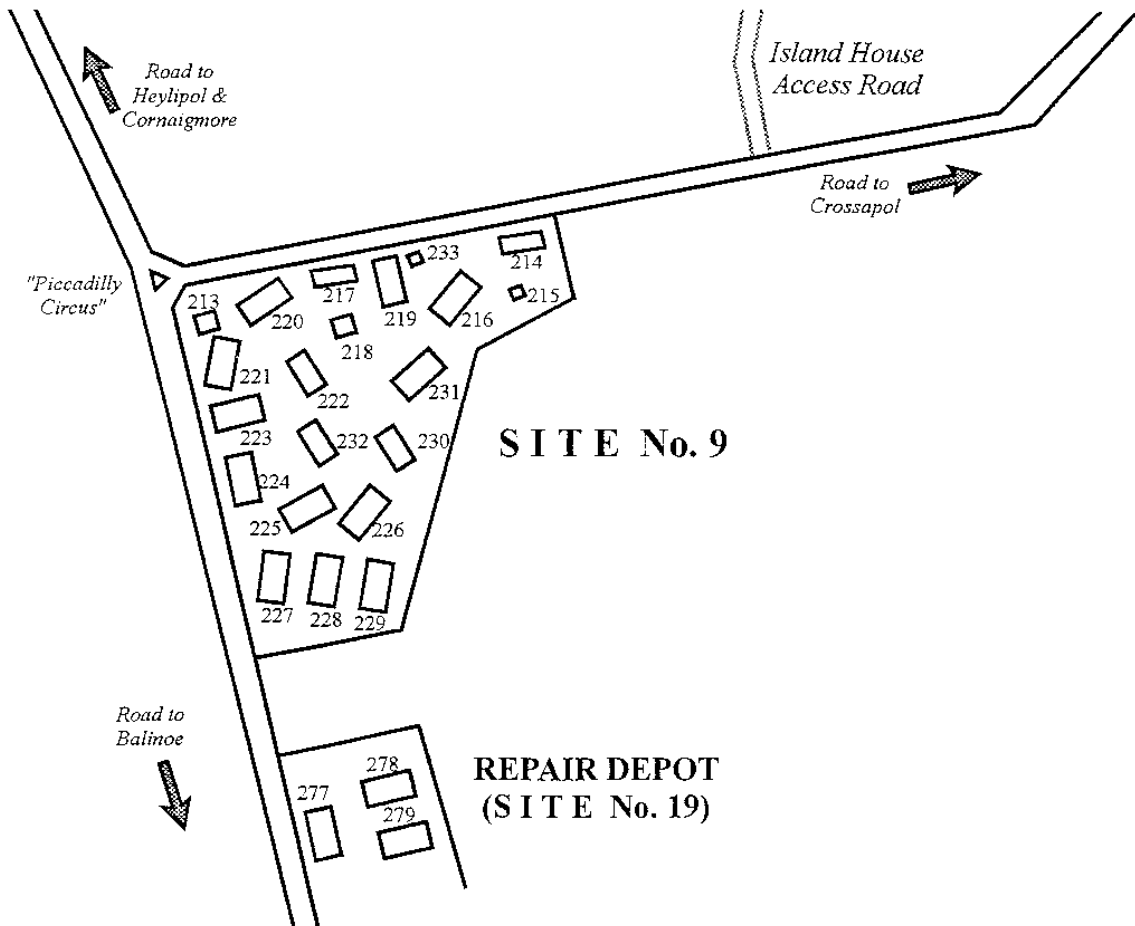 Island House
Access Road
Road to
Heylipol &
Cornaigmore
Road to
Crossapol
"Piccadilly
Circus"
213
220
217
233
219
214
215
216
218
221
222
231
223
232
230
SITE No. 9
224
225
226
227
228
229
Road to
Balinoe
REPAIR DEPOT
(SITE No. 19)
277
278
279